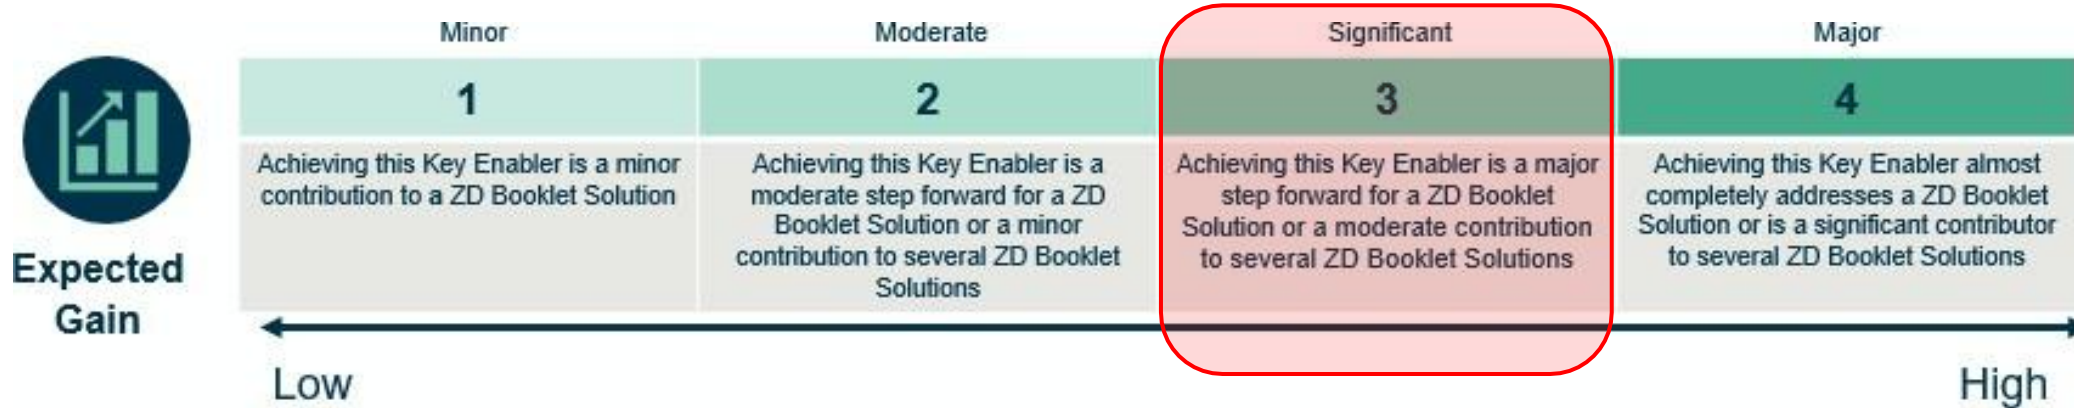 Minor
Moderate
Significant
Major
1
2
3
4
Achieving this Key Enabler is a minor
contribution to a ZD Booklet Solution
Achieving this Key Enabler is a
moderate step forward for a ZD
Booklet Solution or a minor
contribution to several ZD Booklet
Solutions
Achieving this Key Enabler is a major
step forward for a ZD Booklet
Solution or a moderate contribution
to several ZD Booklet Solutions
Achieving this Key Enabler almost
completely addresses a ZD Booklet
Solution or is a significant contributor
to several ZD Booklet Solutions
Expected
Gain
Low
High